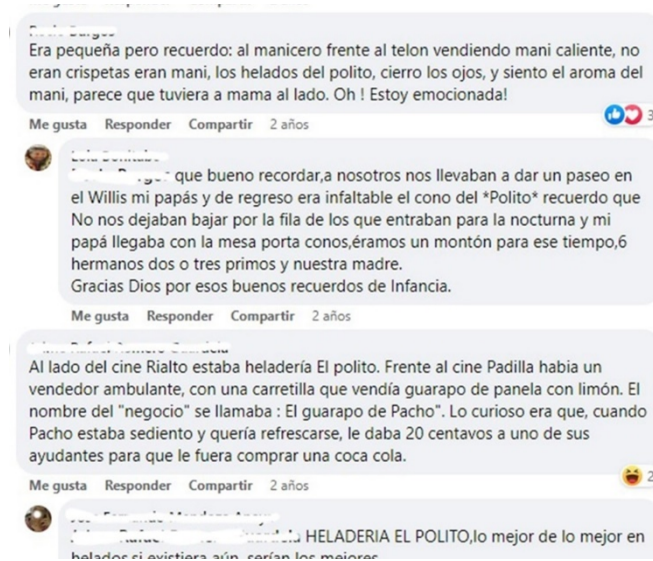 Era pequeña pero recuerdo: al manicero frente al telon vendiendo mani caliente, no
eran crispetas eran mani, los helados del polito, cierro los ojos, y siento el aroma del
mani, parece que tuviera a mama al lado. Oh ! Estoy emocionada!
3
Me gusta Responder Compartir 2 años
que bueno recordar,a nosotros nos llevaban a dar un paseo en
el Willis mi papás y de regreso era infaltable el cono del *Polito* recuerdo que
No nos dejaban bajar por la fila de los que entraban para la nocturna y mi
papá llegaba con la mesa porta conos,éramos un montón para ese tiempo,6
hermanos dos o tres primos y nuestra madre.
Gracias Dios por esos buenos recuerdos de Infancia.
Me gusta Responder Compartir 2 años
Al lado del cine Rialto estaba heladería El polito. Frente al cine Padilla habia un
vendedor ambulante, con una carretilla que vendía guarapo de panela con limón. El
nombre del "negocio" se llamaba : El guarapo de Pacho". Lo curioso era que, cuando
Pacho estaba sediento y quería refrescarse, le daba 20 centavos a uno de sus
ayudantes para que le fuera comprar una coca cola.
2
Me gusta Responder Compartir 2 años
HELADERIA EL POLITO,lo mejor de lo mejor en
helados si existiera aún, serían los mejores